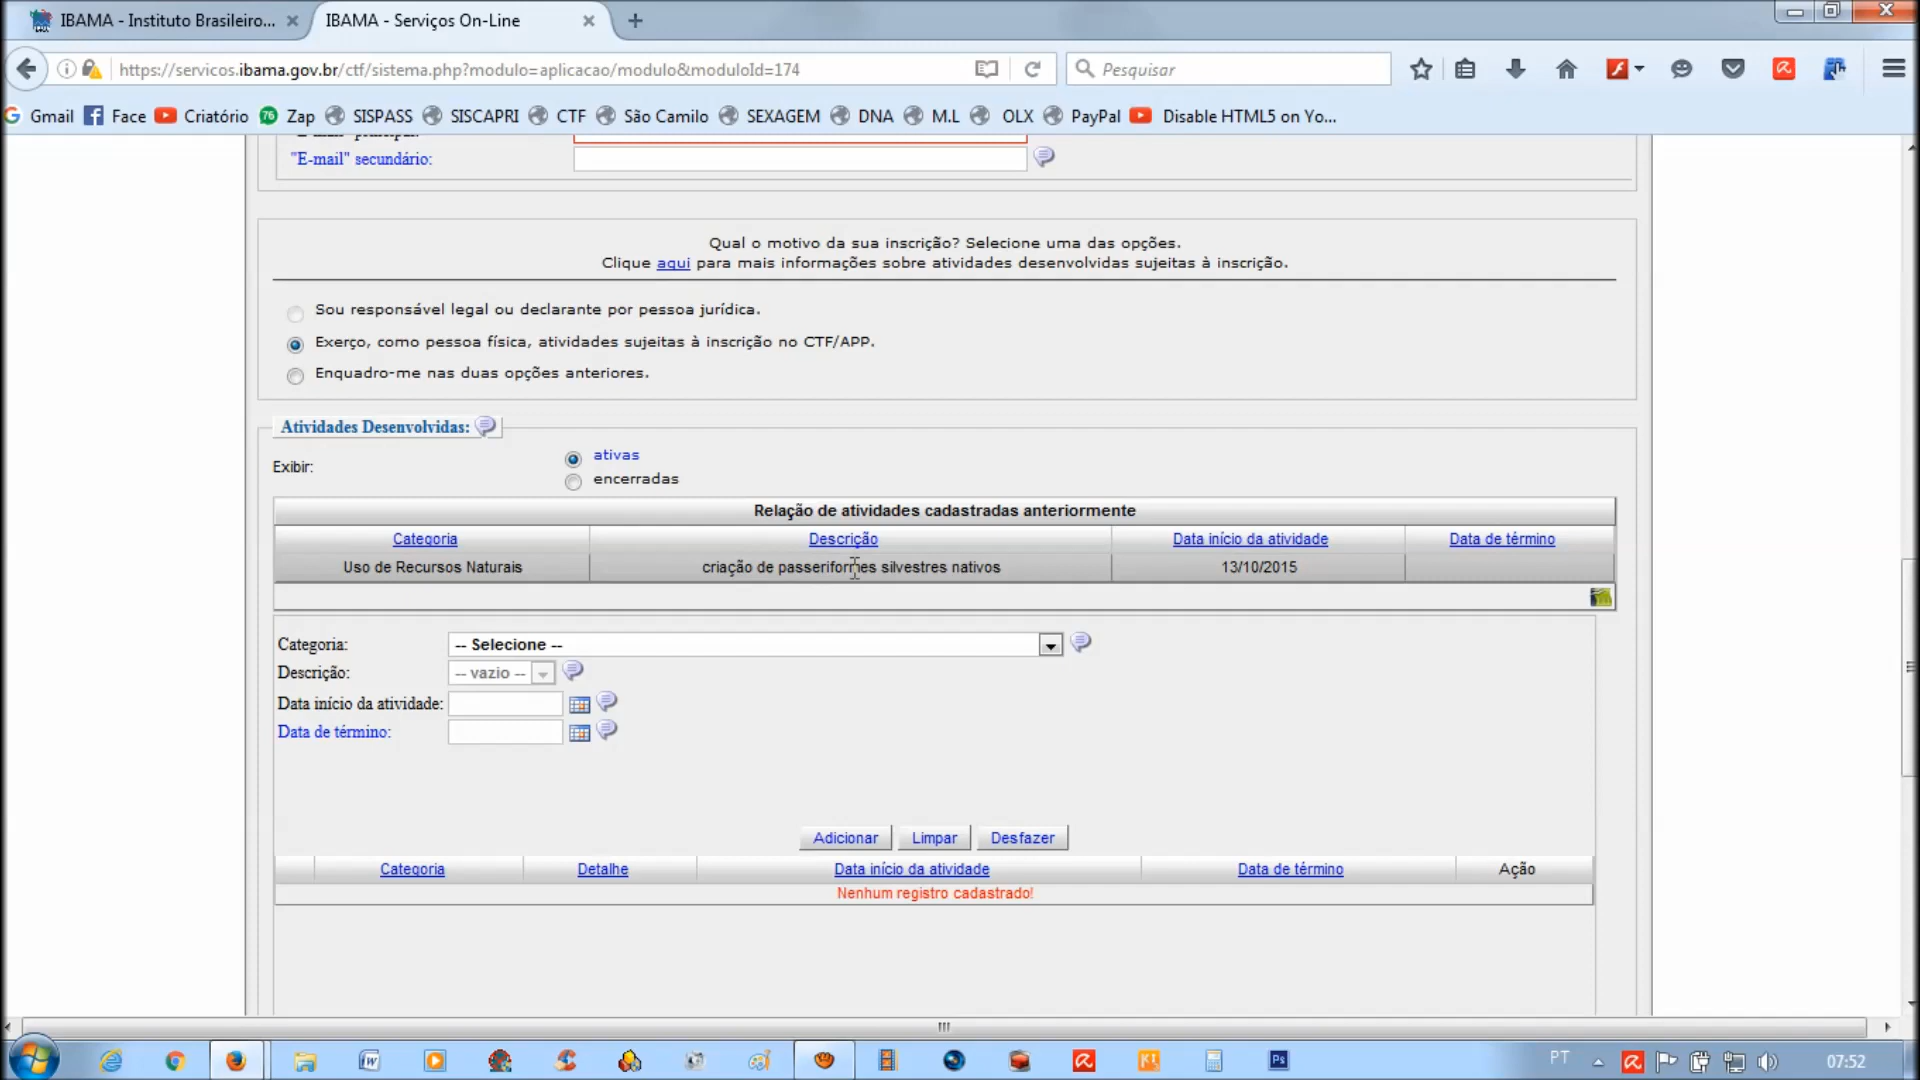 IBAMA - Instituto Brasileiro...
IBAMA - Serviços On-Line
https://servicos.ibama.gov.br/ctf/sistema.php?modulo=aplicacao/modulo&moduloId=174
Pesquisar
Gmail Face Criatório 76 Zap SISPASS SISCAPRI CTF São Camilo SEXAGEM DNA M.L OLX PayPal Disable HTML5 on Yo...
"E-mail" principal:
"E-mail" secundário:
Qual o motivo da sua inscrição? Selecione uma das opções.
Clique aqui para mais informações sobre atividades desenvolvidas sujeitas à inscrição.
Sou responsável legal ou declarante por pessoa jurídica.
Exerço, como pessoa física, atividades sujeitas à inscrição no CTF/APP.
Enquadro-me nas duas opções anteriores.
Atividades Desenvolvidas:
Exibir:
ativas
encerradas
Relação de atividades cadastradas anteriormente
Categoria Descrição Data início da atividade Data de término
Uso de Recursos Naturais criação de passeriformes silvestres nativos 13/10/2015
Categoria: -- Selecione --
Descrição: -- vazio --
Data início da atividade:
Data de término:
Adicionar Limpar Desfazer
Categoria Detalhe Data início da atividade Data de término Ação
Nenhum registro cadastrado!
PT 07:52